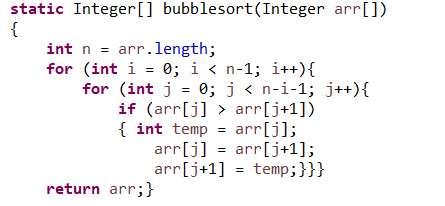 static Integer[] bubblesort(Integer arr[])
{
    int n = arr.length;
    for (int i = 0; i < n-1; i++){
        for (int j = 0; j < n-i-1; j++){
            if (arr[j] > arr[j+1])
            { int temp = arr[j];
                arr[j] = arr[j+1];
                arr[j+1] = temp;}}}
    return arr;}